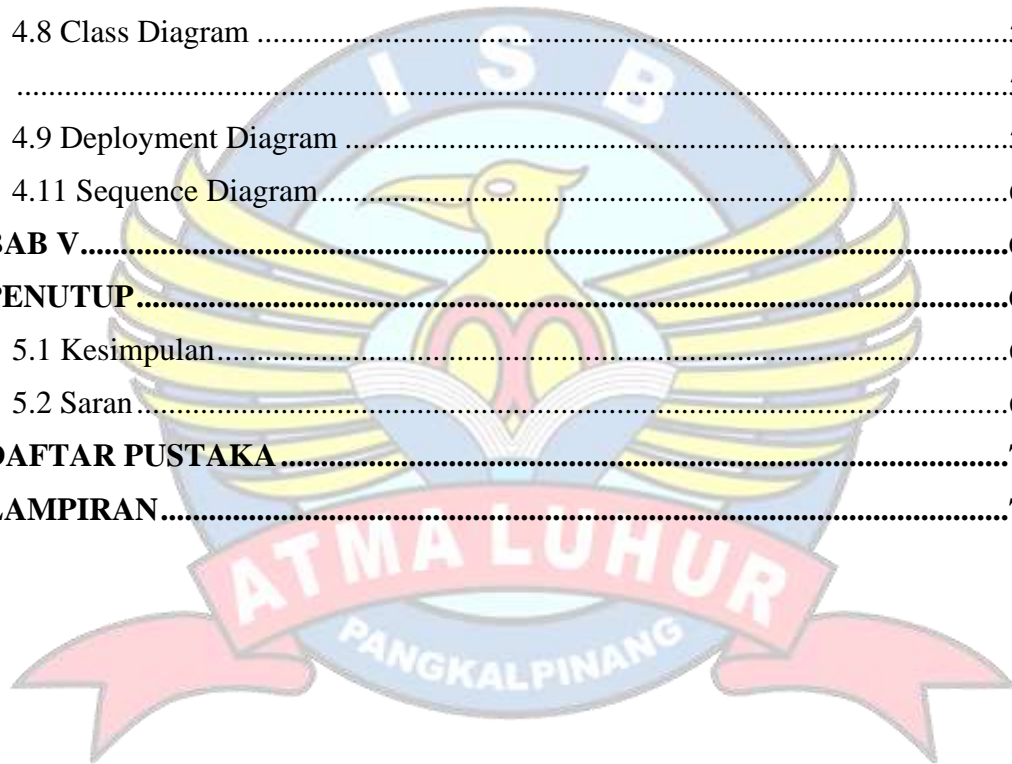 4.8 Class Diagram ...............................................................................................
.................................................................................................................................
4.9 Deployment Diagram ...................................................................................
4.11 Sequence Diagram.......................................................................................
BAB V.....................................................................................................................
PENUTUP..............................................................................................................
5.1 Kesimpulan....................................................................................................
5.2 Saran..............................................................................................................
DAFTAR PUSTAKA............................................................................................
LAMPIRAN...........................................................................................................
ISB
ATMA LUHUR
PANGKALPINANG